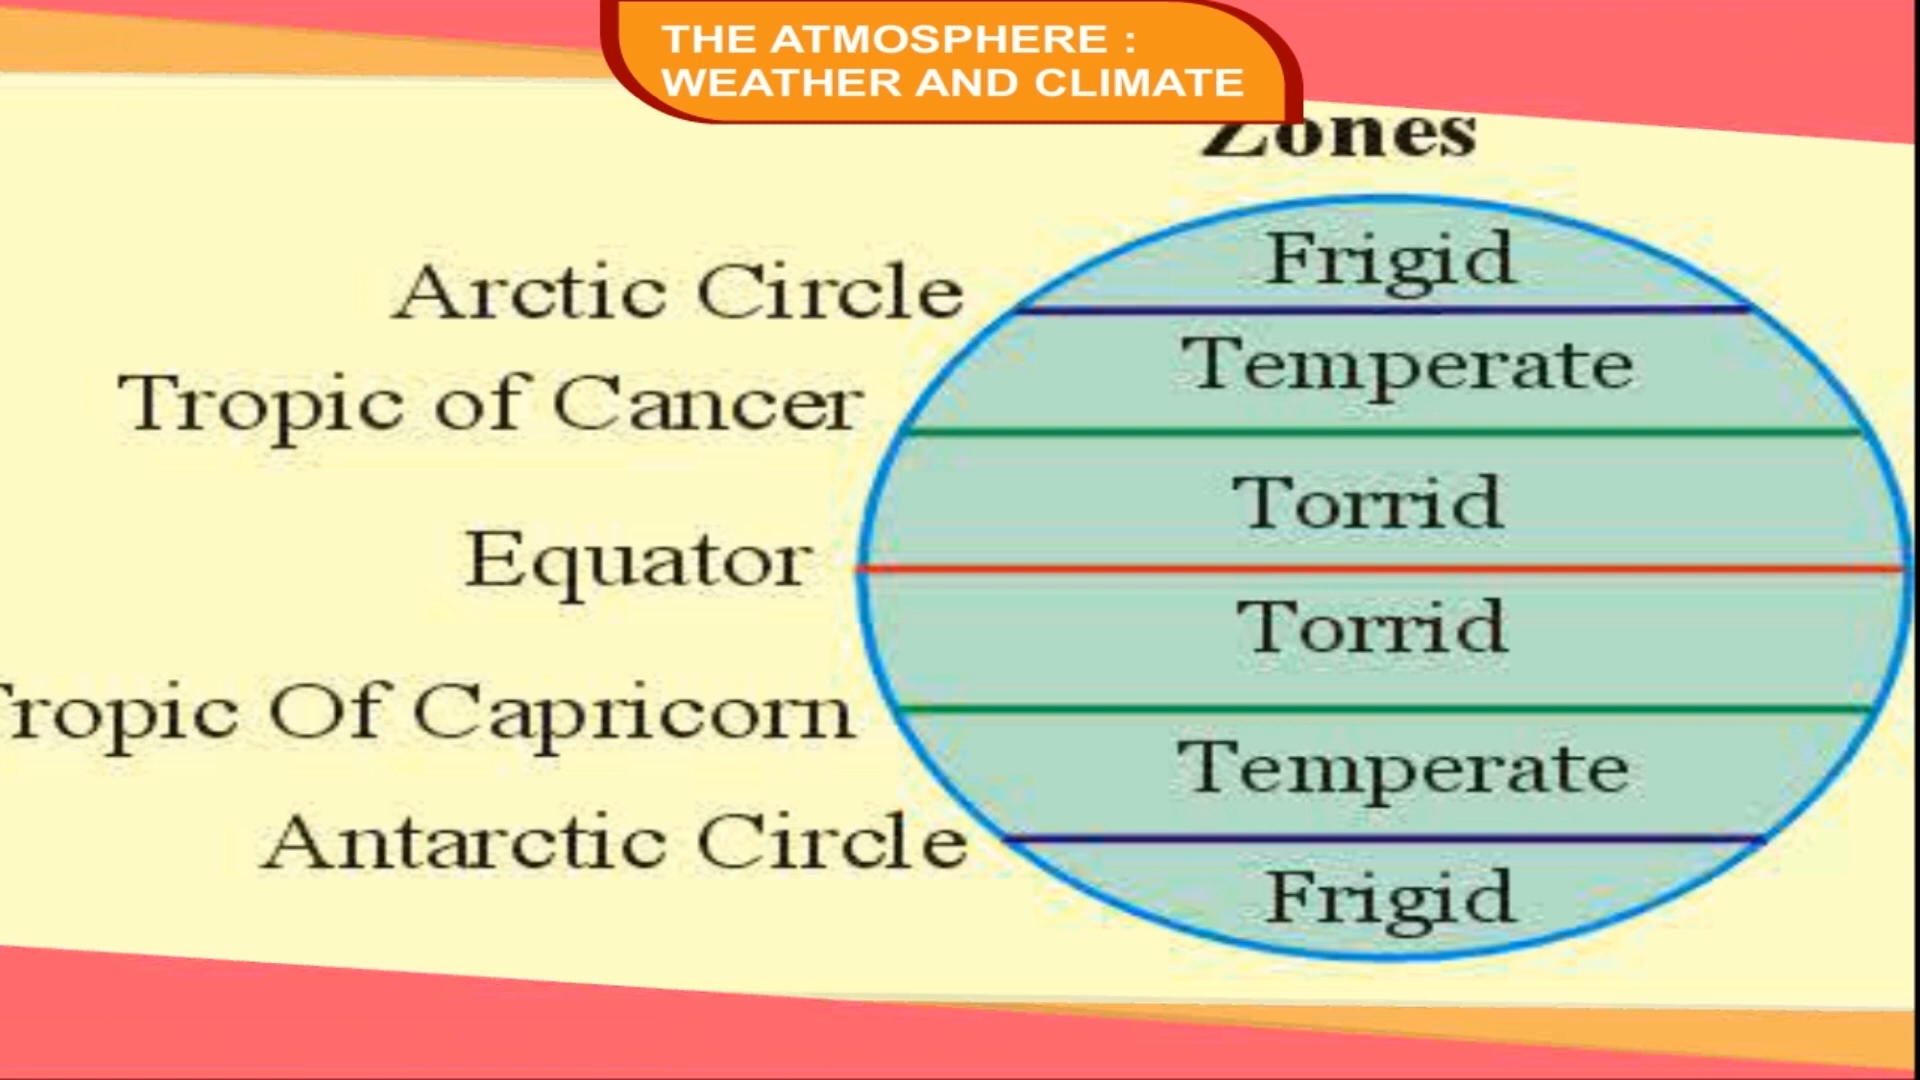 THE ATMOSPHERE :
WEATHER AND CLIMATE
Zones
Arctic Circle
Frigid
Temperate
Tropic of Cancer
Torrid
Equator
Torrid
Tropic Of Capricorn
Temperate
Antarctic Circle
Frigid